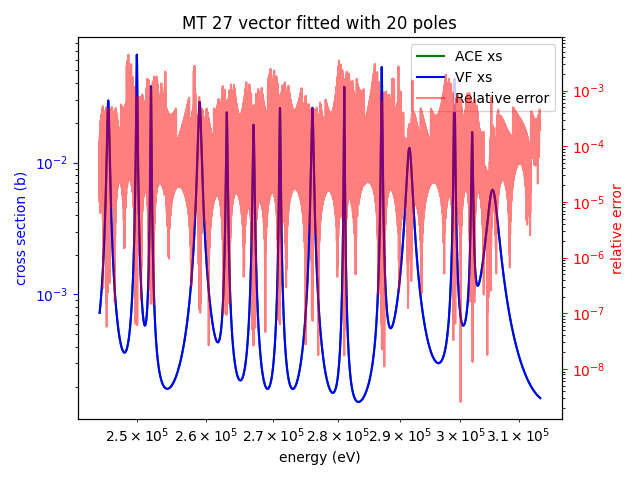 MT 27 vector fitted with 20 poles
ACE xs
VF xs
Relative error
cross section (b)
10⁻²
10⁻³
10⁻³
10⁻⁴
10⁻⁵
10⁻⁶
10⁻⁷
10⁻⁸
relative error
2.5 × 10⁵ 2.6 × 10⁵ 2.7 × 10⁵ 2.8 × 10⁵ 2.9 × 10⁵ 3 × 10⁵ 3.1 × 10⁵
energy (eV)